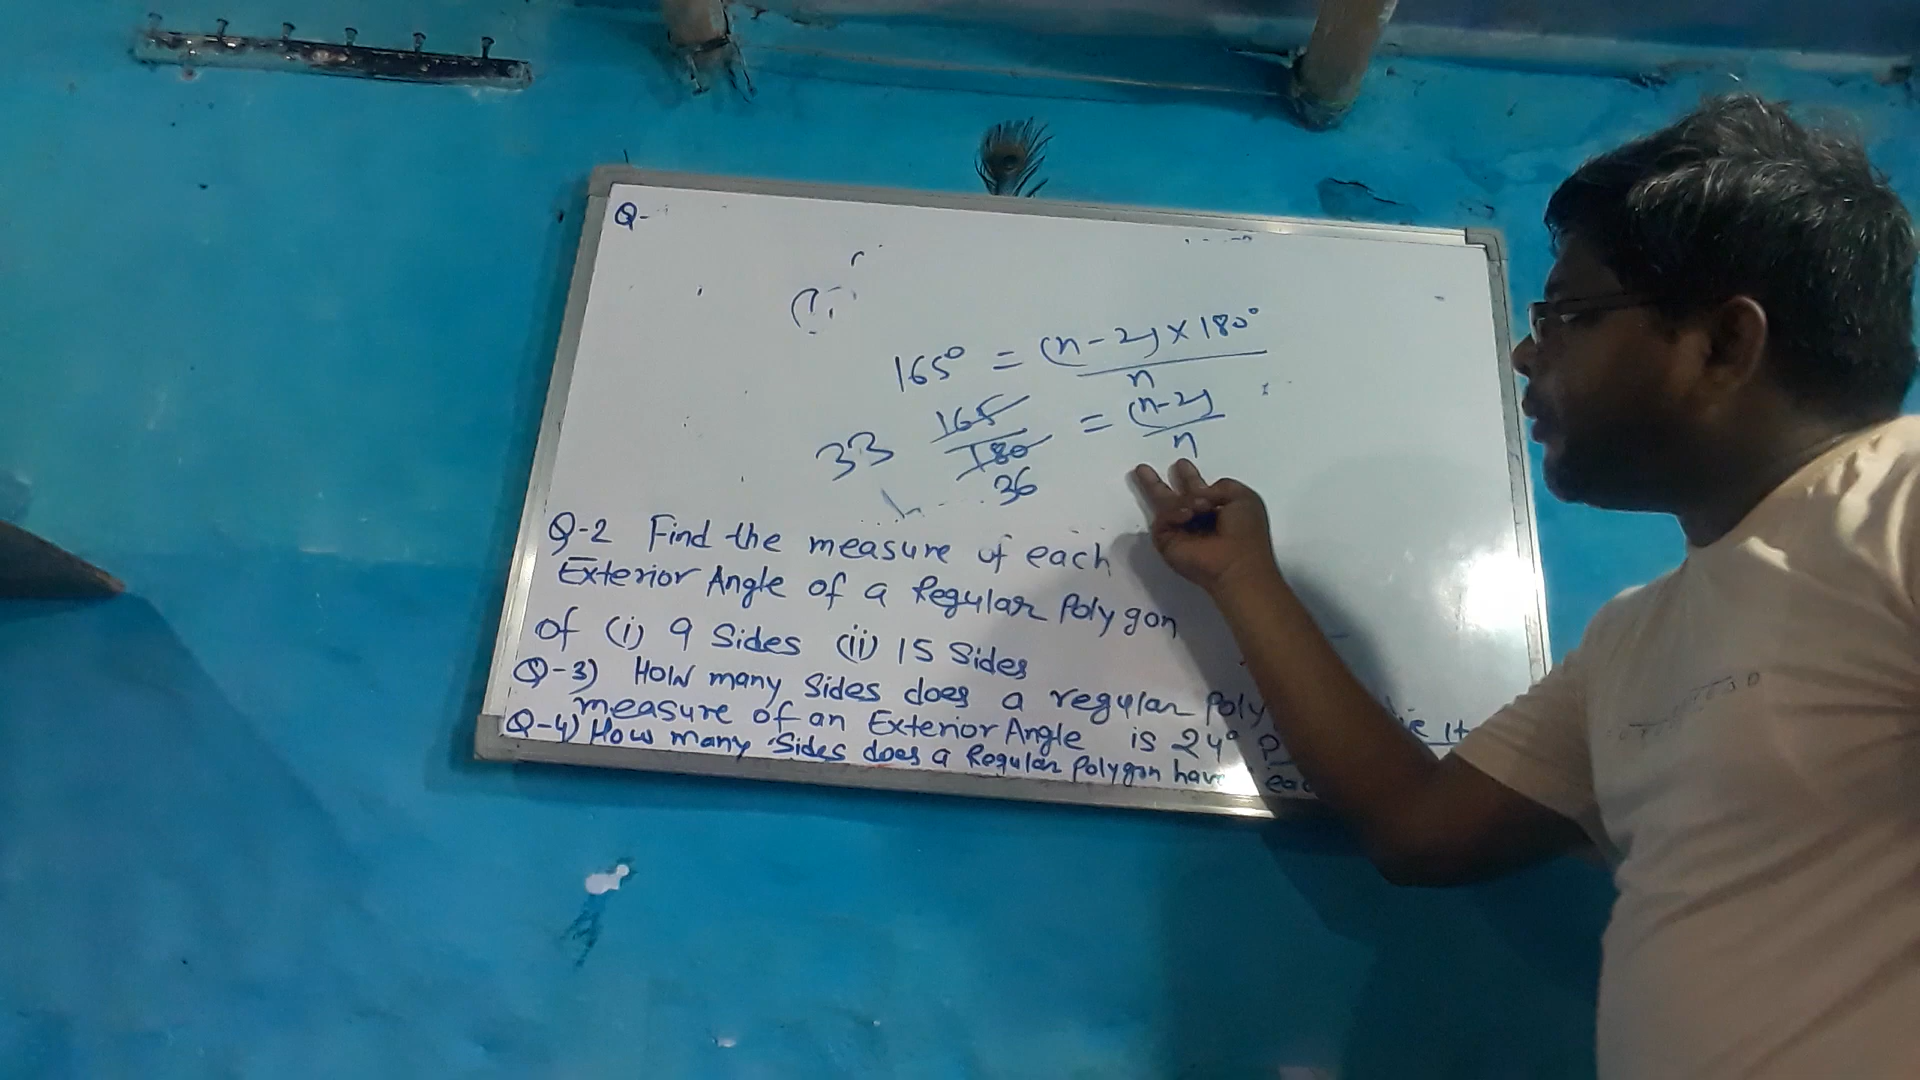 Q-
(i
165° = (n-2) × 180°
n
165 = (n-2)
33 180 n
36
Q-2 Find the measure of each
Exterior Angle of a Regular Polygon
of (i) 9 Sides (ii) 15 Sides
Q-3) How many Sides does a regular Poly
measure of an Exterior Angle is 24°
Q-4) How many Sides does a Regular Polygon have